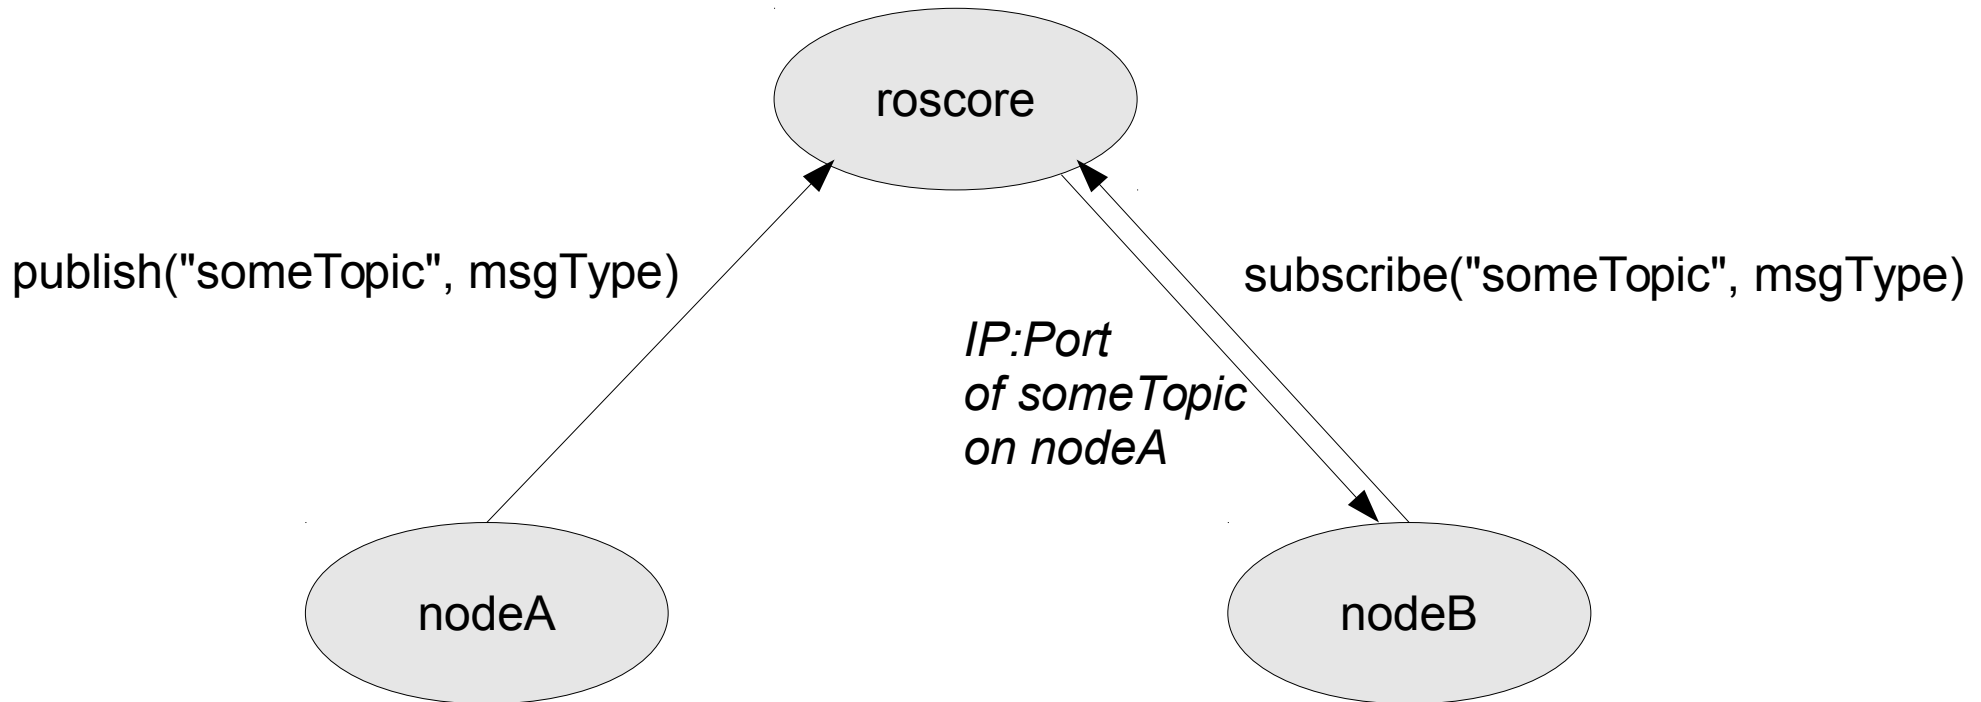 roscore
publish("someTopic", msgType)
subscribe("someTopic", msgType)
IP:Port
of someTopic
on nodeA
nodeA
nodeB